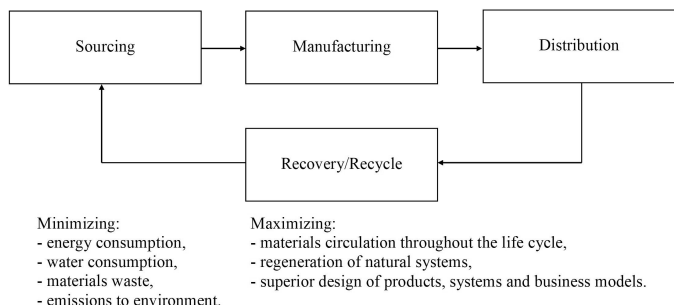 Sourcing
Manufacturing
Distribution
Recovery/Recycle
Minimizing:
- energy consumption,
- water consumption,
- materials waste,
- emissions to environment.
Maximizing:
- materials circulation throughout the life cycle,
- regeneration of natural systems,
- superior design of products, systems and business models.